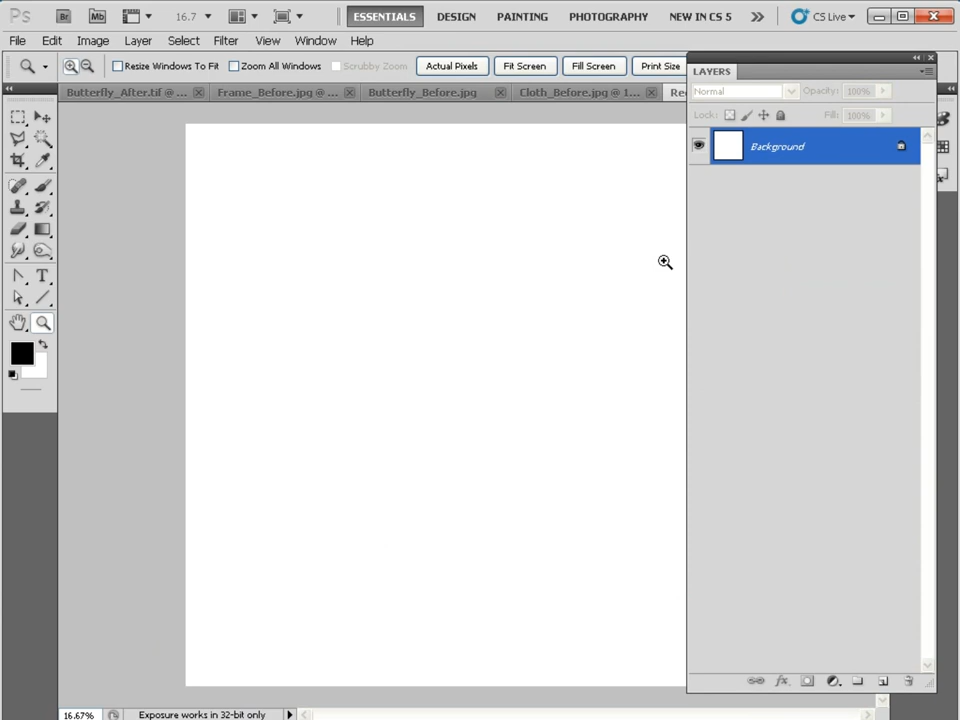 Ps Br Mb 16.7 ESSENTIALS DESIGN PAINTING PHOTOGRAPHY NEW IN CS 5 CS Live
File Edit Image Layer Select Filter View Window Help
Resize Windows To Fit Zoom All Windows Scrubby Zoom Actual Pixels Fit Screen Fill Screen Print Size
LAYERS
Butterfly_After.tif @ ... Frame_Before.jpg @ ... Butterfly_Before.jpg Cloth_Before.jpg @ 1... Re
Normal Opacity: 100%
Lock: Fill: 100%
Background
T
fx
16.67% Exposure works in 32-bit only